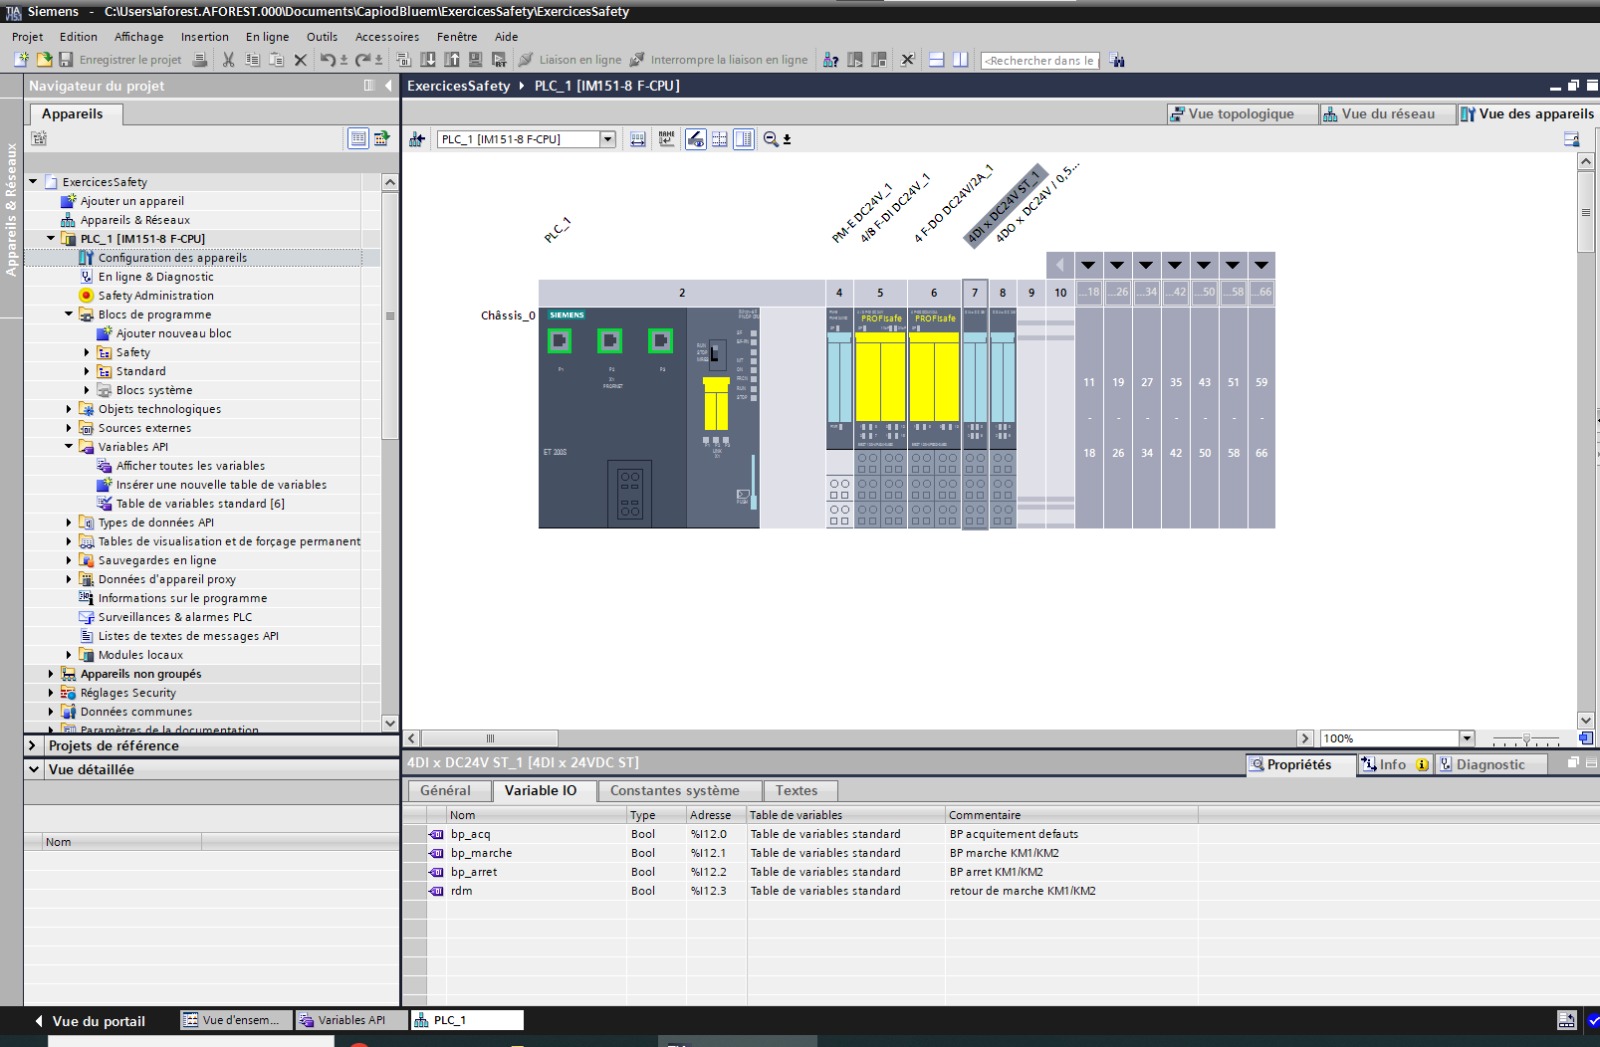 Siemens - C:\Users\aforest.AFOREST.000\Documents\CapiodBluem\ExercicesSafety\ExercicesSafety
Projet Edition Affichage Insertion En ligne Outils Accessoires Fenêtre Aide
Enregistrer le projet Liaison en ligne Interrompre la liaison en ligne <Rechercher dans le
Navigateur du projet
Appareils
Appareils & Réseaux
ExercicesSafety
Ajouter un appareil
Appareils & Réseaux
PLC_1 [IM151-8 F-CPU]
Configuration des appareils
En ligne & Diagnostic
Safety Administration
Blocs de programme
Ajouter nouveau bloc
Safety
Standard
Blocs système
Objets technologiques
Sources externes
Variables API
Afficher toutes les variables
Insérer une nouvelle table de variables
Table de variables standard [6]
Types de données API
Tables de visualisation et de forçage permanent
Sauvegardes en ligne
Données d'appareil proxy
Informations sur le programme
Surveillances & alarmes PLC
Listes de textes de messages API
Modules locaux
Appareils non groupés
Réglages Security
Données communes
Paramètres de la documentation
Projets de référence
Vue détaillée
Nom
ExercicesSafety PLC_1 [IM151-8 F-CPU]
Vue topologique Vue du réseau Vue des appareils
PLC_1 [IM151-8 F-CPU]
PLC_1
PM-E DC24V_1
4/8 F-DI DC24V_1
4 F-DO DC24V/2A_1
4DI x DC24V ST_1
4DO x DC24V / 0,5...
...18 ...26 ...34 ...42 ...50 ...58 ...66
2 4 5 6 7 8 9 10
Châssis_0
SIEMENS
PROFIsafe PROFIsafe
ET 200S
11 19 27 35 43 51 59
- - - - - - -
18 26 34 42 50 58 66
100%
4DI x DC24V ST_1 [4DI x 24VDC ST]
Propriétés Info Diagnostic
Général Variable IO Constantes système Textes
Nom Type Adresse Table de variables Commentaire
bp_acq Bool %I12.0 Table de variables standard BP acquitement defauts
bp_marche Bool %I12.1 Table de variables standard BP marche KM1/KM2
bp_arret Bool %I12.2 Table de variables standard BP arret KM1/KM2
rdm Bool %I12.3 Table de variables standard retour de marche KM1/KM2
Vue du portail Vue d'ensem... Variables API PLC_1